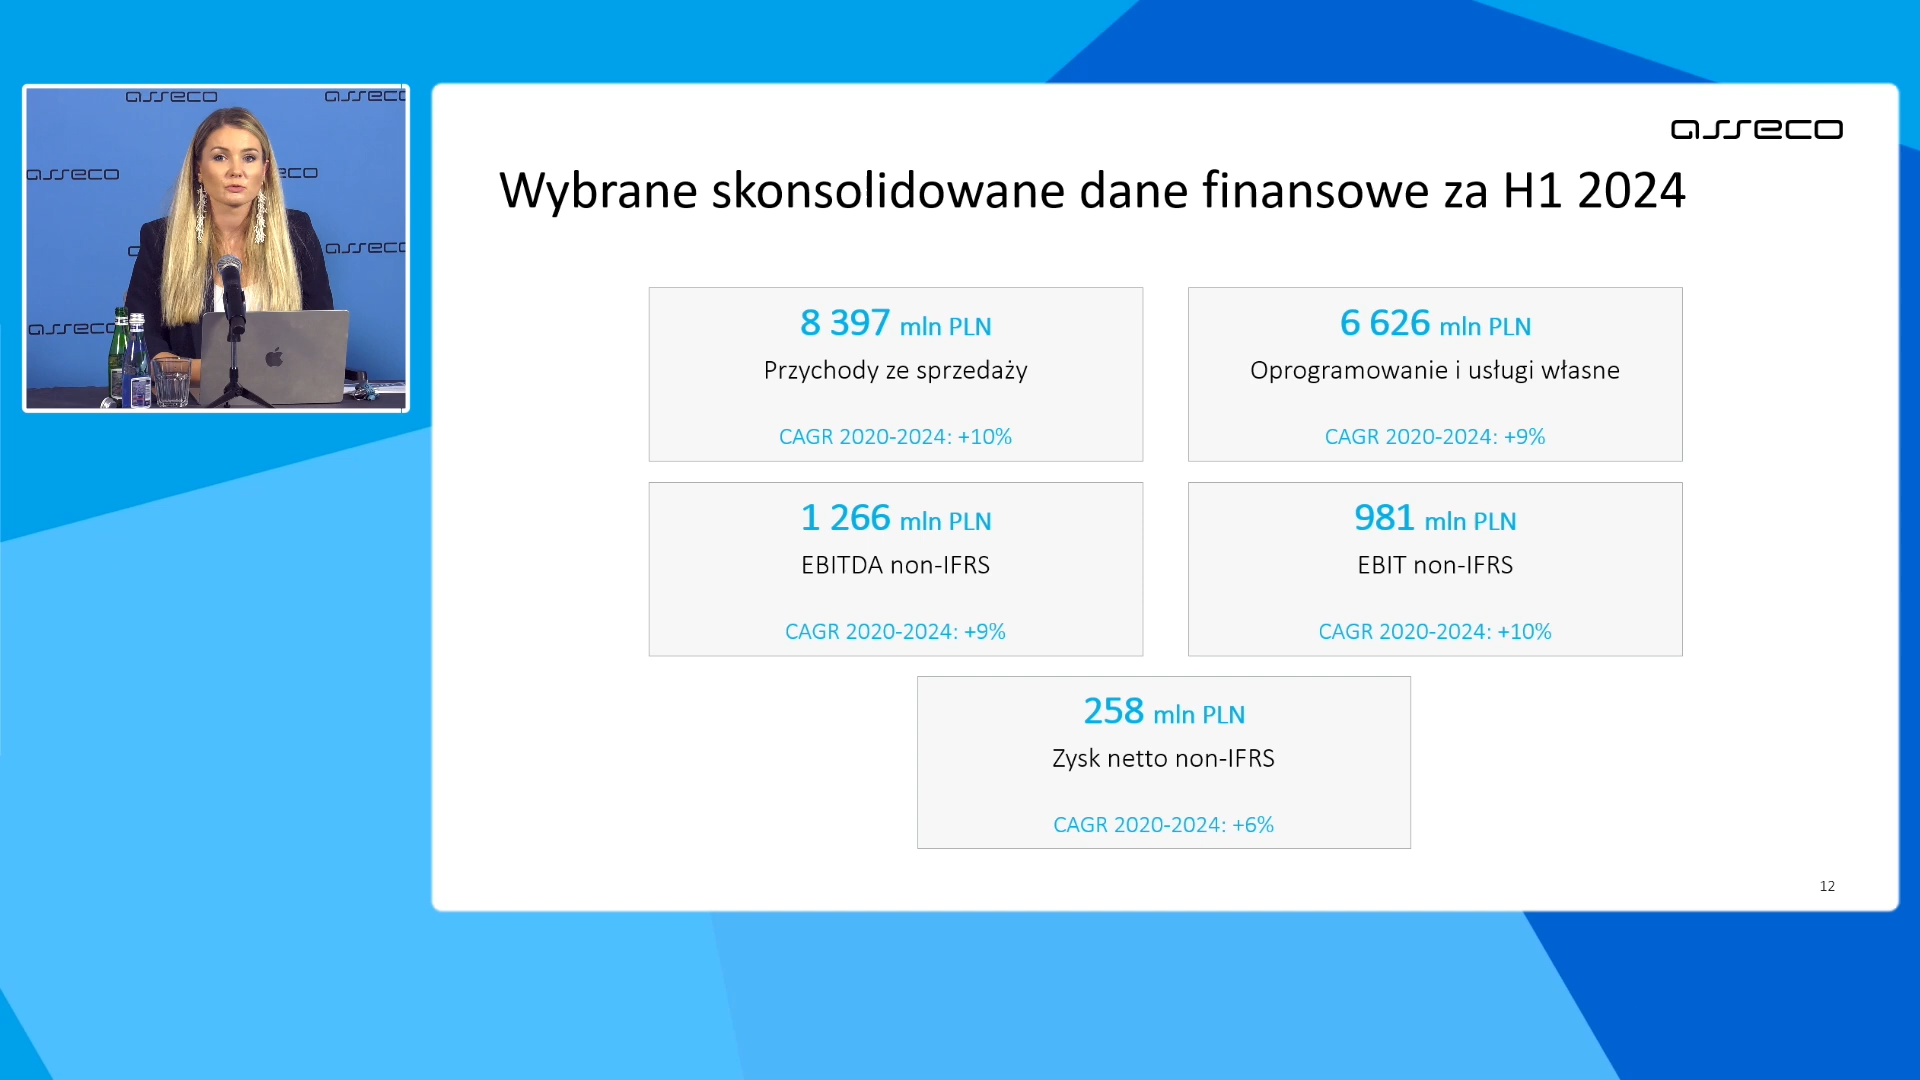 asseco
asseco
asseco
eco
asseco
asseco
asseco
Wybrane skonsolidowane dane finansowe za H1 2024
8 397 mln PLN
Przychody ze sprzedaży
CAGR 2020-2024: +10%
6 626 mln PLN
Oprogramowanie i usługi własne
CAGR 2020-2024: +9%
1 266 mln PLN
EBITDA non-IFRS
CAGR 2020-2024: +9%
981 mln PLN
EBIT non-IFRS
CAGR 2020-2024: +10%
258 mln PLN
Zysk netto non-IFRS
CAGR 2020-2024: +6%
12